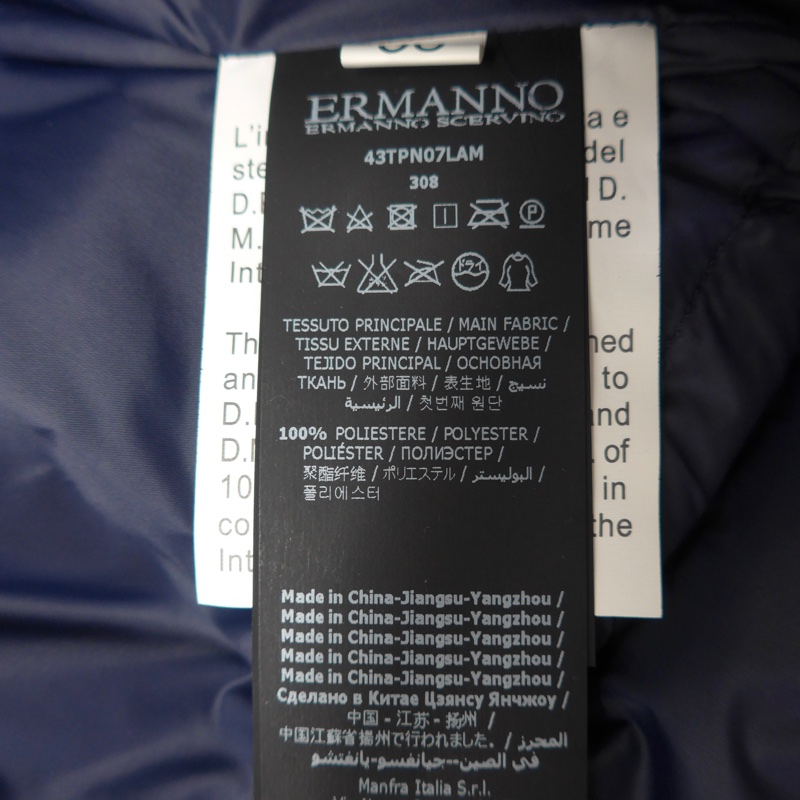 ERMANNO
ERMANNO SCERVINO
43TPN07LAM
308
ドライ
TESSUTO PRINCIPALE / MAIN FABRIC /
TISSU EXTERNE / HAUPTGEWEBE /
TEJIDO PRINCIPAL / ОСНОВНАЯ
ТКАНЬ / 外部面料 / 表生地 / نسيج
الرئيسية / 첫번째 원단
100% POLIESTERE / POLYESTER /
POLIÉSTER / ПОЛИЭСТЕР /
聚酯纤维 / ポリエステル / البوليستر /
폴리에스터
Made in China-Jiangsu-Yangzhou /
Made in China-Jiangsu-Yangzhou /
Made in China-Jiangsu-Yangzhou /
Made in China-Jiangsu-Yangzhou /
Made in China-Jiangsu-Yangzhou /
Сделано в Китае Цзянсу Янчжоу /
中国 - 江苏 - 扬州 /
中国江蘇省揚州で行われました. / المحرز
في الصين--جيانغسو-يانغتشو
Manfra Italia S.r.l.
a e
del
D.
me
Th
ned
an
to
D.
and
of
10
in
co
the
Int